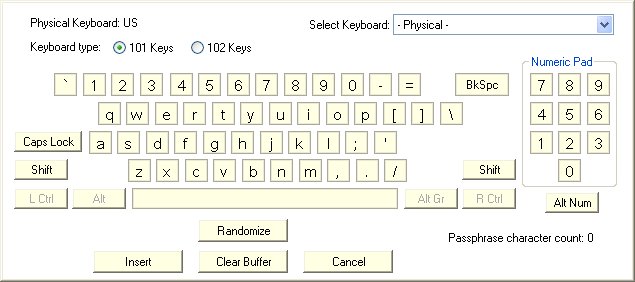 Physical Keyboard: US Select Keyboard: - Physical -
Keyboard type: 101 Keys 102 Keys
Numeric Pad
` 1 2 3 4 5 6 7 8 9 0 - = BkSpc 7 8 9
q w e r t y u i o p [ ] \ 4 5 6
Caps Lock a s d f g h j k l ; ' 1 2 3
Shift z x c v b n m , . / Shift 0
L Ctrl Alt Alt Gr R Ctrl Alt Num
Randomize
Passphrase character count: 0
Insert Clear Buffer Cancel